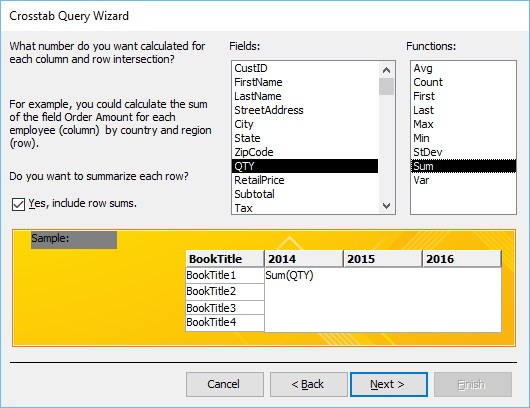 Crosstab Query Wizard
What number do you want calculated for
each column and row intersection?
For example, you could calculate the sum
of the field Order Amount for each
employee (column)  by country and region
(row).
Do you want to summarize each row?
Yes, include row sums.
Fields:
CustID
FirstName
LastName
StreetAddress
City
State
ZipCode
QTY
RetailPrice
Subtotal
Tax
Functions:
Avg
Count
First
Last
Max
Min
StDev
Sum
Var
Sample:
BookTitle 2014 2015 2016
BookTitle1 Sum(QTY)
BookTitle2
BookTitle3
BookTitle4
Cancel < Back Next > Finish